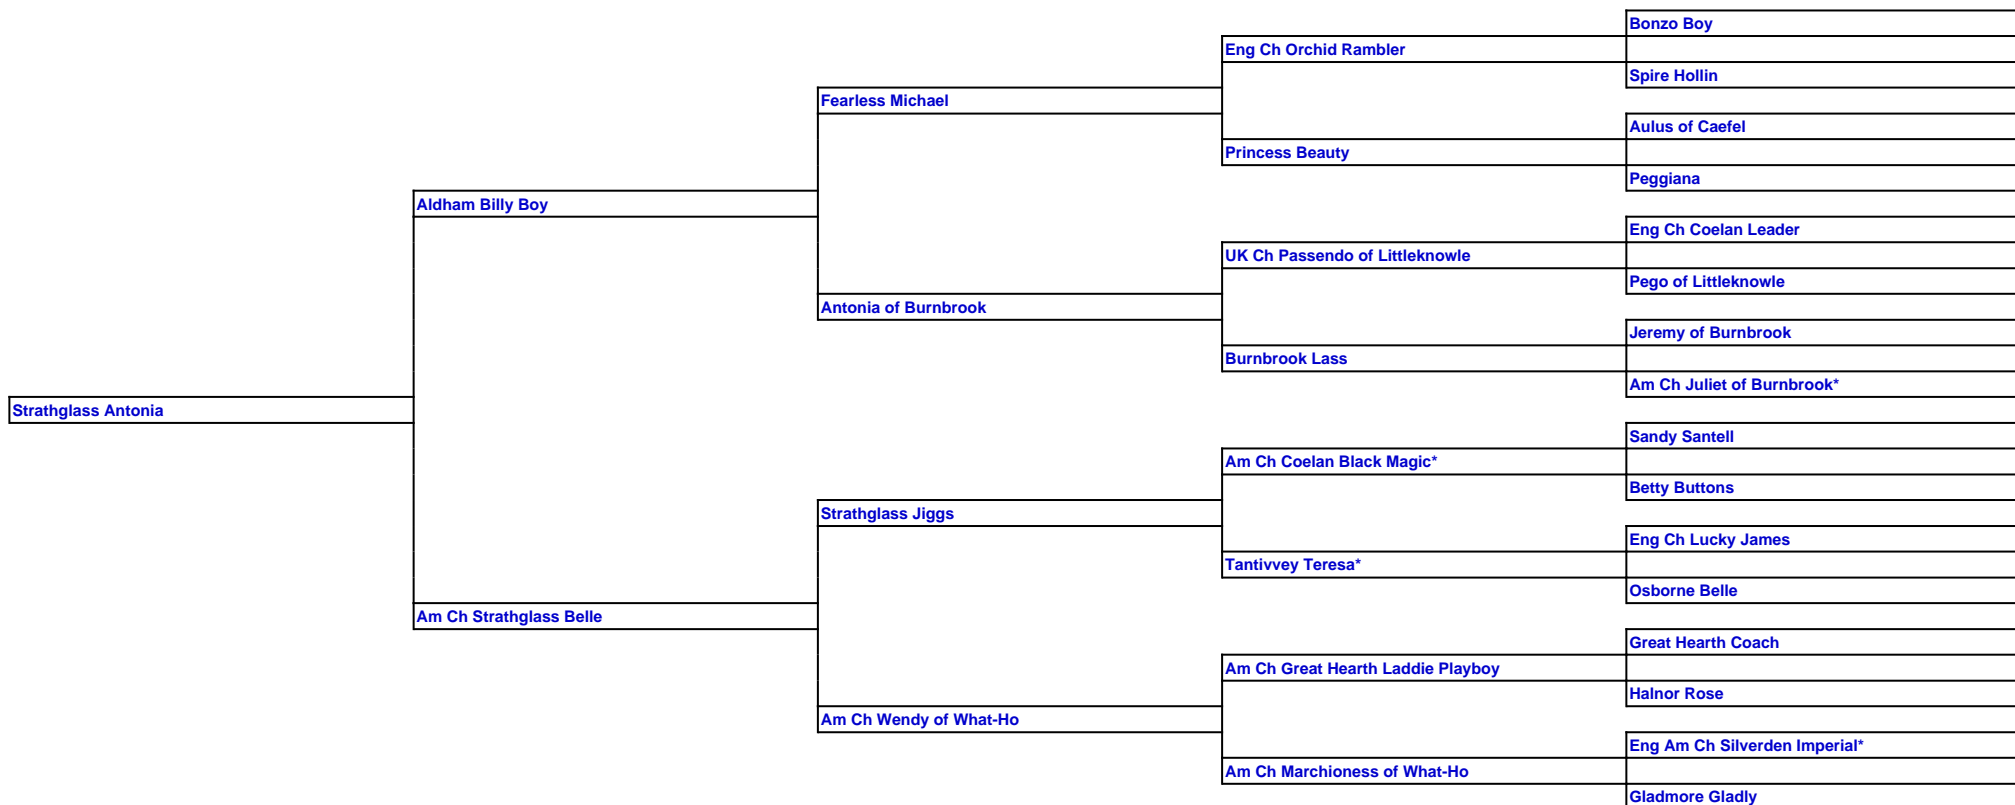 Bonzo Boy
Eng Ch Orchid Rambler
Spire Hollin
Fearless Michael
Aulus of Caefel
Princess Beauty
Peggiana
Aldham Billy Boy
Eng Ch Coelan Leader
UK Ch Passendo of Littleknowle
Pego of Littleknowle
Antonia of Burnbrook
Jeremy of Burnbrook
Burnbrook Lass
Am Ch Juliet of Burnbrook*
Strathglass Antonia
Sandy Santell
Am Ch Coelan Black Magic*
Betty Buttons
Strathglass Jiggs
Eng Ch Lucky James
Tantivvey Teresa*
Osborne Belle
Am Ch Strathglass Belle
Great Hearth Coach
Am Ch Great Hearth Laddie Playboy
Halnor Rose
Am Ch Wendy of What-Ho
Eng Am Ch Silverden Imperial*
Am Ch Marchioness of What-Ho
Gladmore Gladly